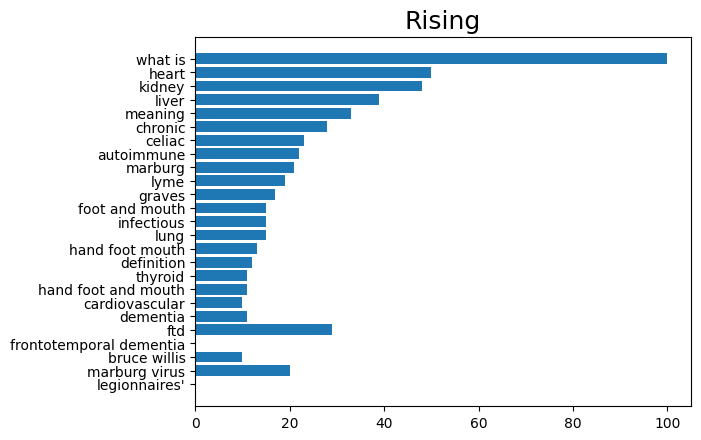 Rising
what is
heart
kidney
liver
meaning
chronic
celiac
autoimmune
marburg
lyme
graves
foot and mouth
infectious
lung
hand foot mouth
definition
thyroid
hand foot and mouth
cardiovascular
dementia
ftd
frontotemporal dementia
bruce willis
marburg virus
legionnaires'
0 20 40 60 80 100